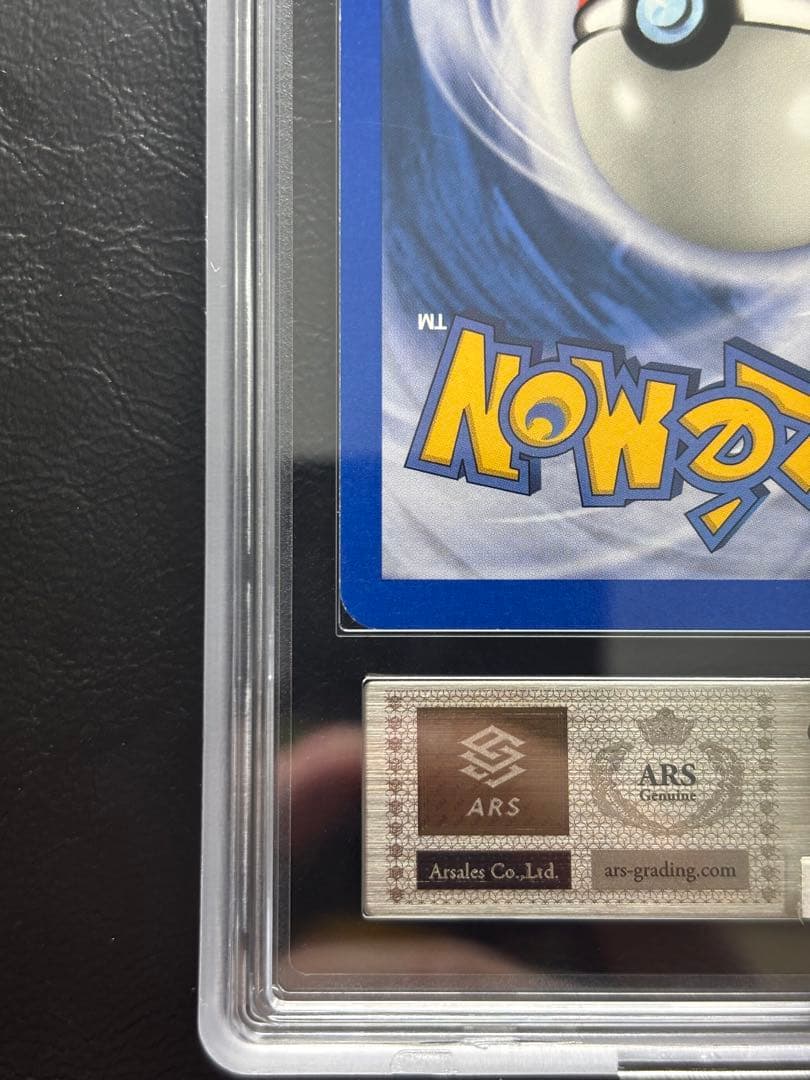 TM
ARS
ARS
Genuine
Arsales Co.,Ltd.
ars-grading.com